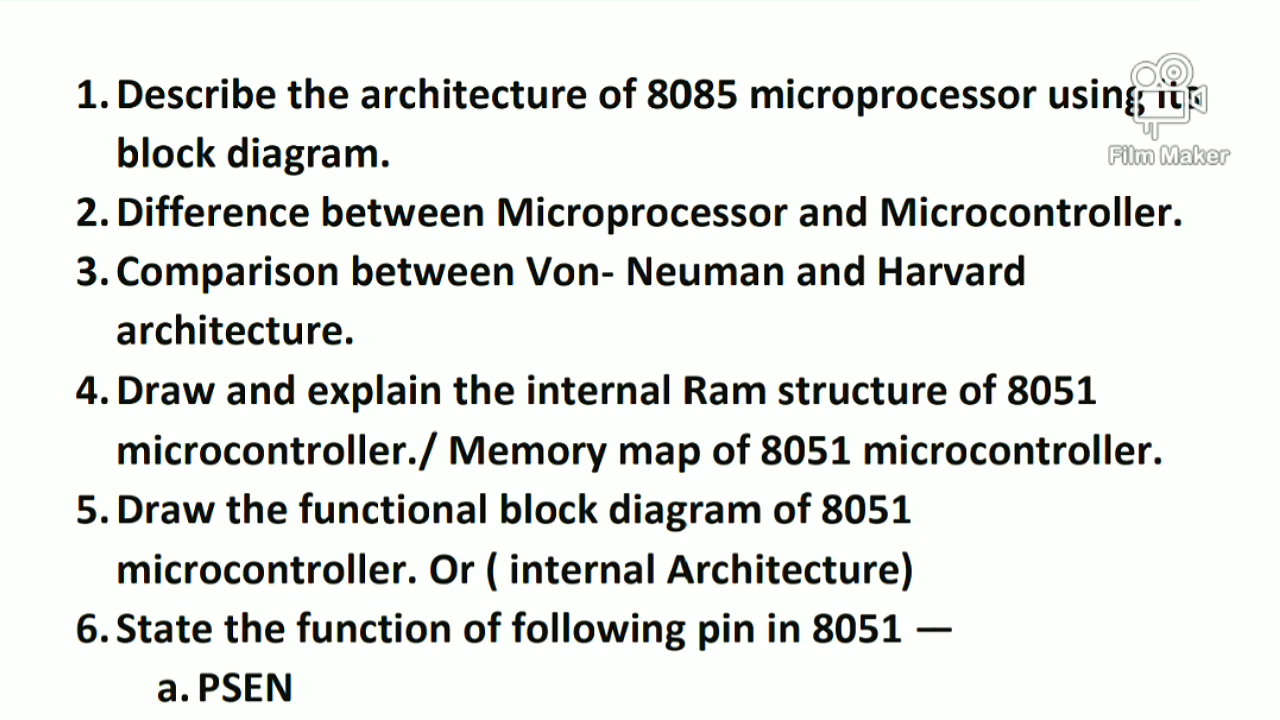 1. Describe the architecture of 8085 microprocessor using its
block diagram.
2. Difference between Microprocessor and Microcontroller.
3. Comparison between Von- Neuman and Harvard
architecture.
4. Draw and explain the internal Ram structure of 8051
microcontroller./ Memory map of 8051 microcontroller.
5. Draw the functional block diagram of 8051
microcontroller. Or ( internal Architecture)
6. State the function of following pin in 8051 —
a. PSEN
Film Maker